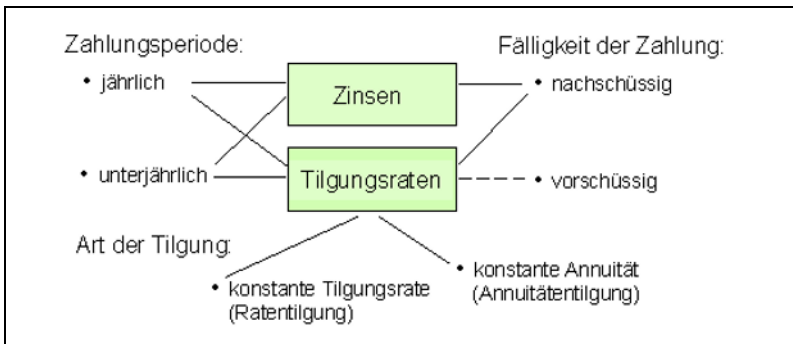 Zahlungsperiode:
Fälligkeit der Zahlung:
• jährlich
Zinsen
• nachschüssig
• unterjährlich
Tilgungsraten
• vorschüssig
Art der Tilgung:
• konstante Tilgungsrate
(Ratentilgung)
• konstante Annuität
(Annuitätentilgung)